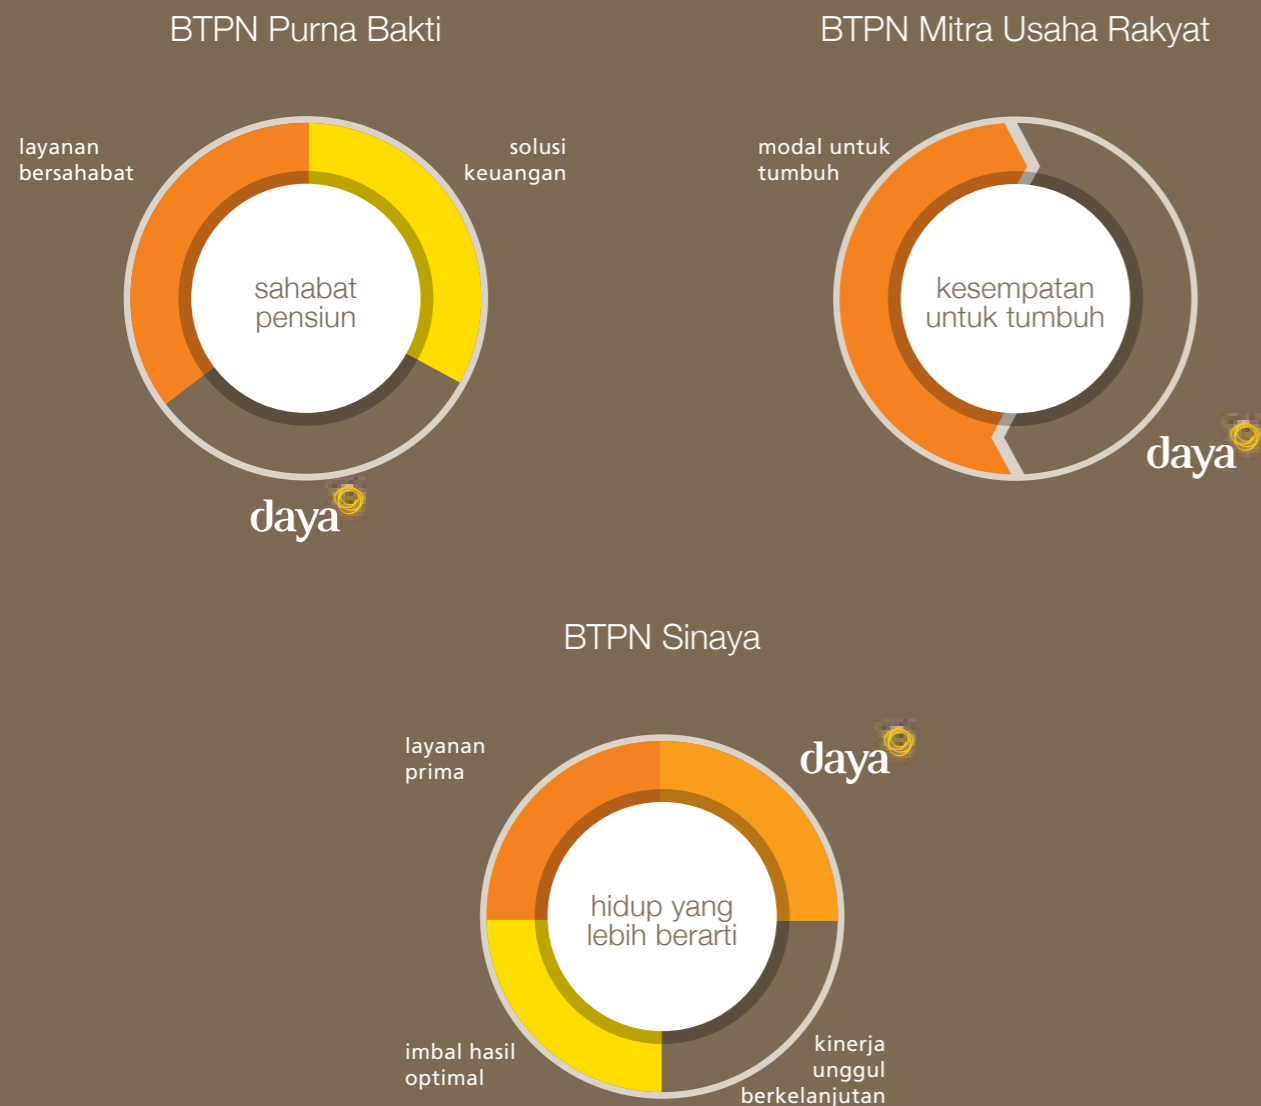 BTPN Purna Bakti
layanan
bersahabat
solusi
keuangan
sahabat
pensiun
daya
BTPN Mitra Usaha Rakyat
modal untuk
tumbuh
kesempatan
untuk tumbuh
daya
BTPN Sinaya
layanan
prima
daya
hidup yang
lebih berarti
imbal hasil
optimal
kinerja
unggul
berkelanjutan